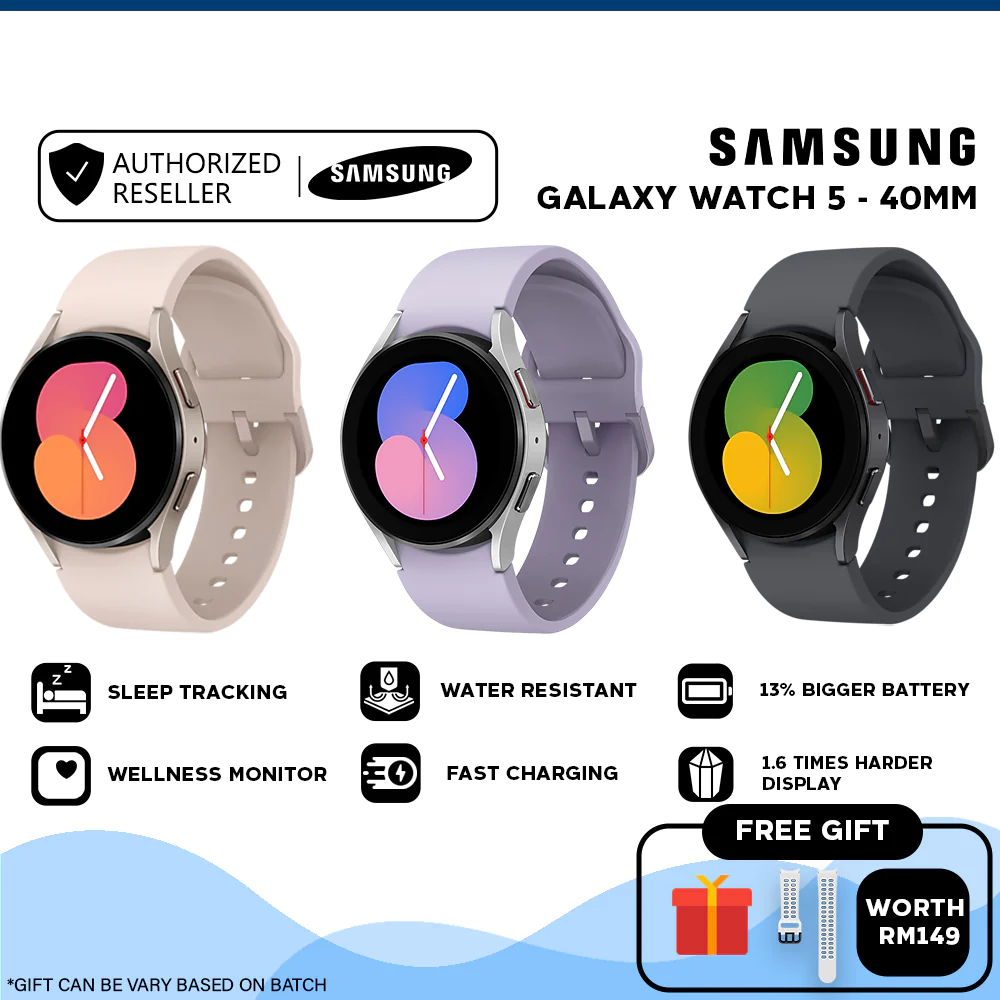 AUTHORIZED
RESELLER
SAMSUNG
SAMSUNG
GALAXY WATCH 5 - 40MM
Z Z Z
SLEEP TRACKING
WATER RESISTANT
13% BIGGER BATTERY
WELLNESS MONITOR
FAST CHARGING
1.6 TIMES HARDER
DISPLAY
FREE GIFT
WORTH
RM149
*GIFT CAN BE VARY BASED ON BATCH